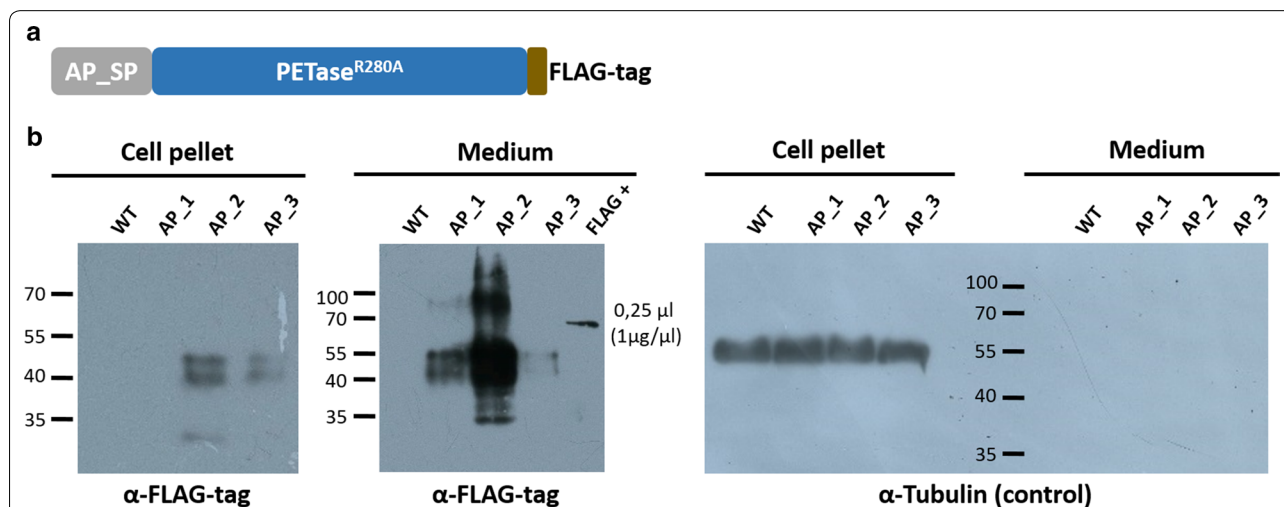 a
AP_SP PETaseR280A FLAG-tag
b
Cell pellet Medium Cell pellet Medium
WT AP_1 AP_2 AP_3 WT AP_1 AP_2 AP_3 FLAG + WT AP_1 AP_2 AP_3 WT AP_1 AP_2 AP_3
70
55
40
35
100
70
55
40
35
0,25 µl
(1µg/µl)
100
70
55
40
35
α-FLAG-tag α-FLAG-tag α-Tubulin (control)